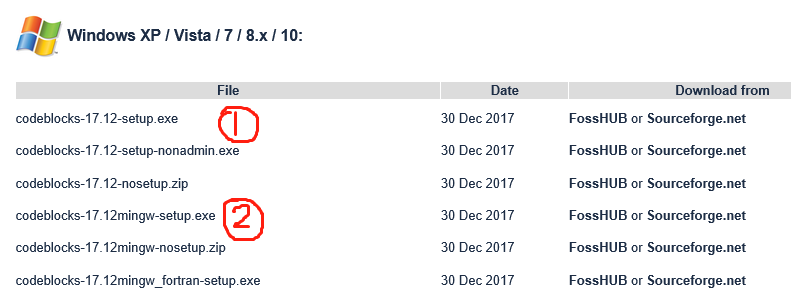 Windows XP / Vista / 7 / 8.x / 10:
File Date Download from
codeblocks-17.12-setup.exe 1 30 Dec 2017 FossHUB or Sourceforge.net
codeblocks-17.12-setup-nonadmin.exe 30 Dec 2017 FossHUB or Sourceforge.net
codeblocks-17.12-nosetup.zip 30 Dec 2017 FossHUB or Sourceforge.net
codeblocks-17.12mingw-setup.exe 2 30 Dec 2017 FossHUB or Sourceforge.net
codeblocks-17.12mingw-nosetup.zip 30 Dec 2017 FossHUB or Sourceforge.net
codeblocks-17.12mingw_fortran-setup.exe 30 Dec 2017 FossHUB or Sourceforge.net